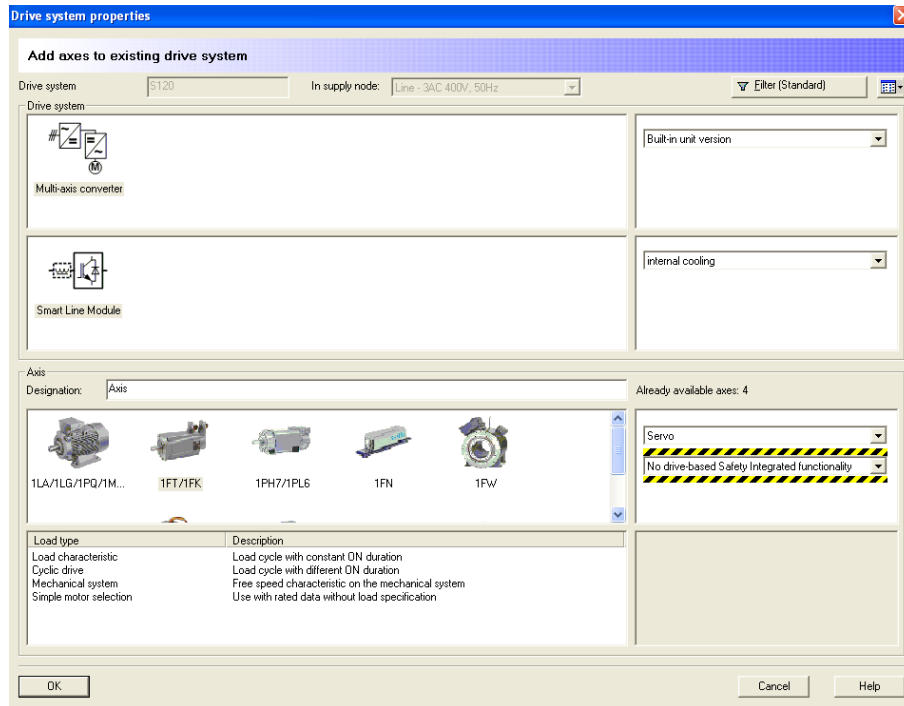 Drive system properties
Add axes to existing drive system
Drive system S120 In supply node: Line - 3AC 400V, 50Hz Filter (Standard)
Drive system
Built-in unit version
Multi-axis converter
internal cooling
Smart Line Module
Axis
Designation: Axis Already available axes: 4
Servo
No drive-based Safety Integrated functionality
1LA/1LG/1PQ/1M... 1FT/1FK 1PH7/1PL6 1FN 1FW
Load type Description
Load characteristic Load cycle with constant ON duration
Cyclic drive Load cycle with different ON duration
Mechanical system Free speed characteristic on the mechanical system
Simple motor selection Use with rated data without load specification
OK Cancel Help